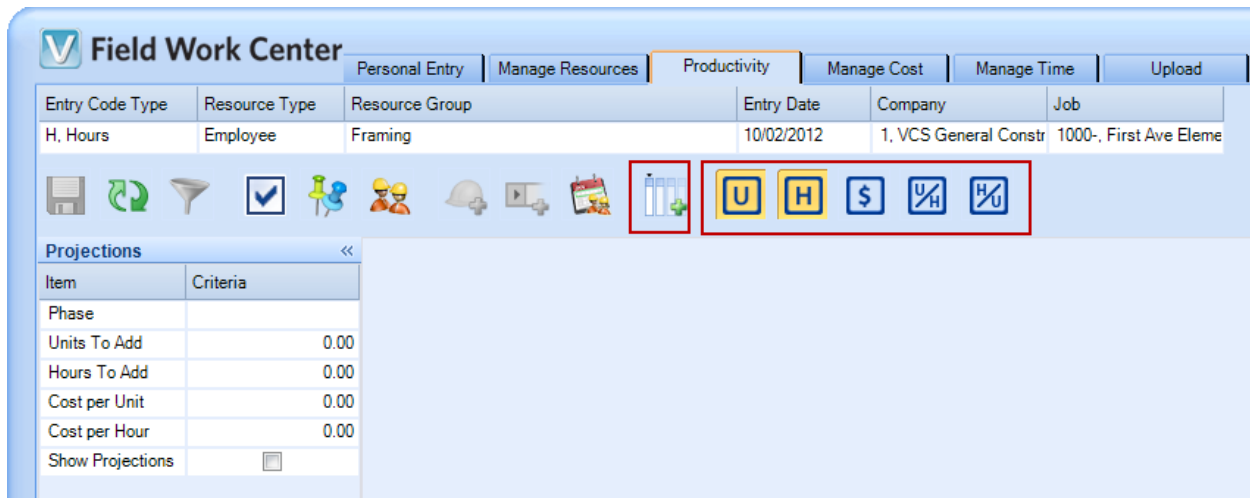 V Field Work Center
Personal Entry Manage Resources Productivity Manage Cost Manage Time Upload
Entry Code Type Resource Type Resource Group Entry Date Company Job
H, Hours Employee Framing 10/02/2012 1, VCS General Constr 1000-, First Ave Eleme
U H $ U/H H/U
Projections «
Item Criteria
Phase
Units To Add 0.00
Hours To Add 0.00
Cost per Unit 0.00
Cost per Hour 0.00
Show Projections